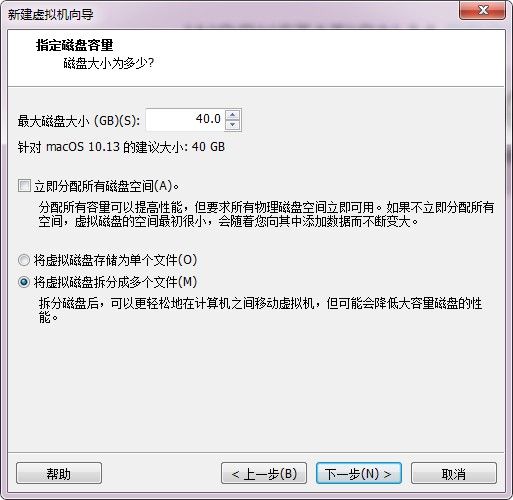 新建虚拟机向导
指定磁盘容量
磁盘大小为多少?
最大磁盘大小 (GB)(S): 40.0
针对 macOS 10.13 的建议大小: 40 GB
立即分配所有磁盘空间(A)。
分配所有容量可以提高性能，但要求所有物理磁盘空间立即可用。如果不立即分配所有
空间，虚拟磁盘的空间最初很小，会随着您向其中添加数据而不断变大。
将虚拟磁盘存储为单个文件(O)
将虚拟磁盘拆分成多个文件(M)
拆分磁盘后，可以更轻松地在计算机之间移动虚拟机，但可能会降低大容量磁盘的性
能。
帮助 < 上一步(B) 下一步(N) > 取消